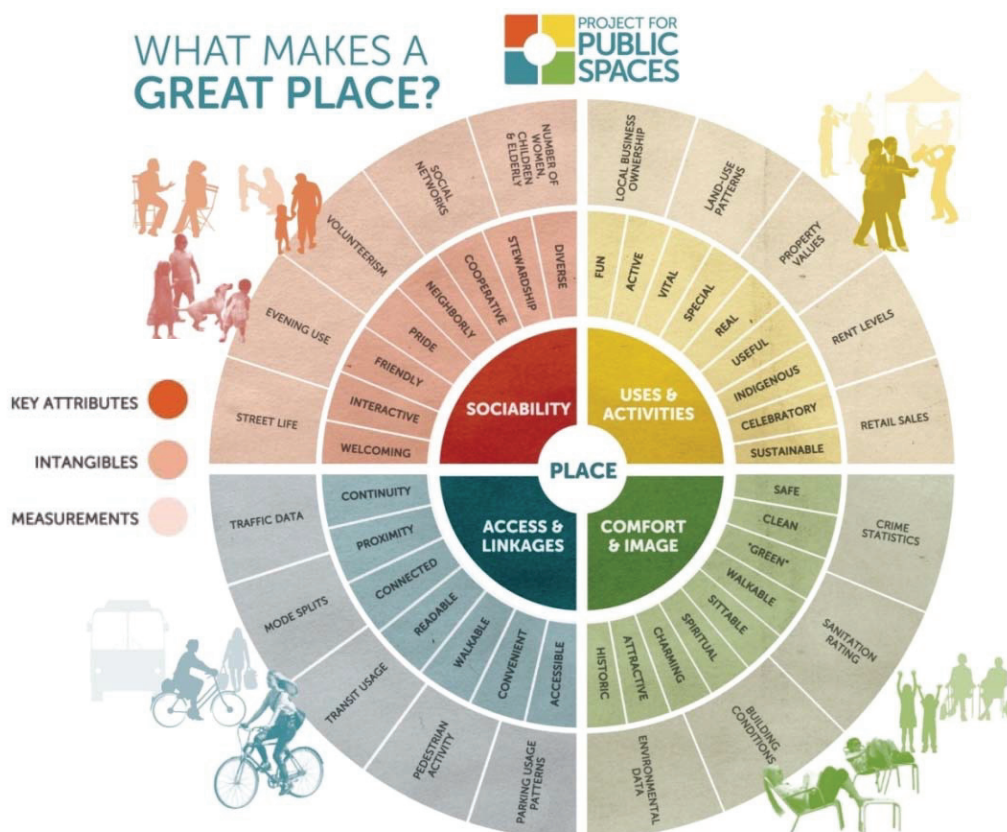 WHAT MAKES A
GREAT PLACE?
PROJECT FOR
PUBLIC
SPACES
KEY ATTRIBUTES
INTANGIBLES
MEASUREMENTS
PLACE
SOCIABILITY
WELCOMING
INTERACTIVE
FRIENDLY
PRIDE
NEIGHBORLY
COOPERATIVE
STEWARDSHIP
DIVERSE
STREET LIFE
EVENING USE
VOLUNTEERISM
SOCIAL
NETWORKS
NUMBER OF
WOMEN,
CHILDREN
& ELDERLY
USES &
ACTIVITIES
FUN
ACTIVE
VITAL
SPECIAL
REAL
USEFUL
INDIGENOUS
CELEBRATORY
SUSTAINABLE
LOCAL BUSINESS
OWNERSHIP
LAND-USE
PATTERNS
PROPERTY
VALUES
RENT LEVELS
RETAIL SALES
ACCESS &
LINKAGES
CONTINUITY
PROXIMITY
CONNECTED
READABLE
WALKABLE
CONVENIENT
ACCESSIBLE
TRAFFIC DATA
MODE SPLITS
TRANSIT USAGE
PEDESTRIAN
ACTIVITY
PARKING USAGE
PATTERNS
COMFORT
& IMAGE
SAFE
CLEAN
"GREEN"
WALKABLE
SITTABLE
SPIRITUAL
CHARMING
ATTRACTIVE
HISTORIC
CRIME
STATISTICS
SANITATION
RATING
BUILDING
CONDITIONS
ENVIRONMENTAL
DATA